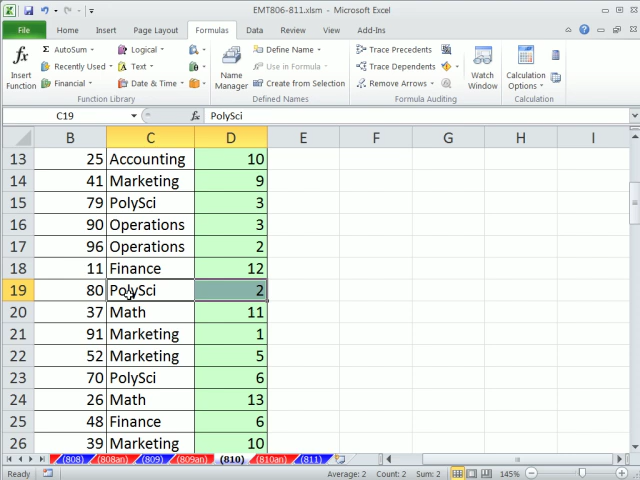 EMT806-811.xlsm - Microsoft Excel
File Home Insert Page Layout Formulas Data Review View Add-Ins
Insert Function
AutoSum Logical
Recently Used Text
Financial Date & Time
Function Library
Name Manager
Define Name
Use in Formula
Create from Selection
Defined Names
Trace Precedents
Trace Dependents
Remove Arrows
Formula Auditing
Watch Window
Calculation Options
Calculation
C19 fx PolySci
B C D E F G H I
13 25 Accounting 10
14 41 Marketing 9
15 79 PolySci 3
16 90 Operations 3
17 96 Operations 2
18 11 Finance 12
19 80 PolySci 2
20 37 Math 11
21 91 Marketing 1
22 52 Marketing 5
23 70 PolySci 6
24 26 Math 13
25 48 Finance 6
26 39 Marketing 10
(808) (808an) (809) (809an) (810) (810an) (811)
Ready Average: 2 Count: 2 Sum: 2 145%